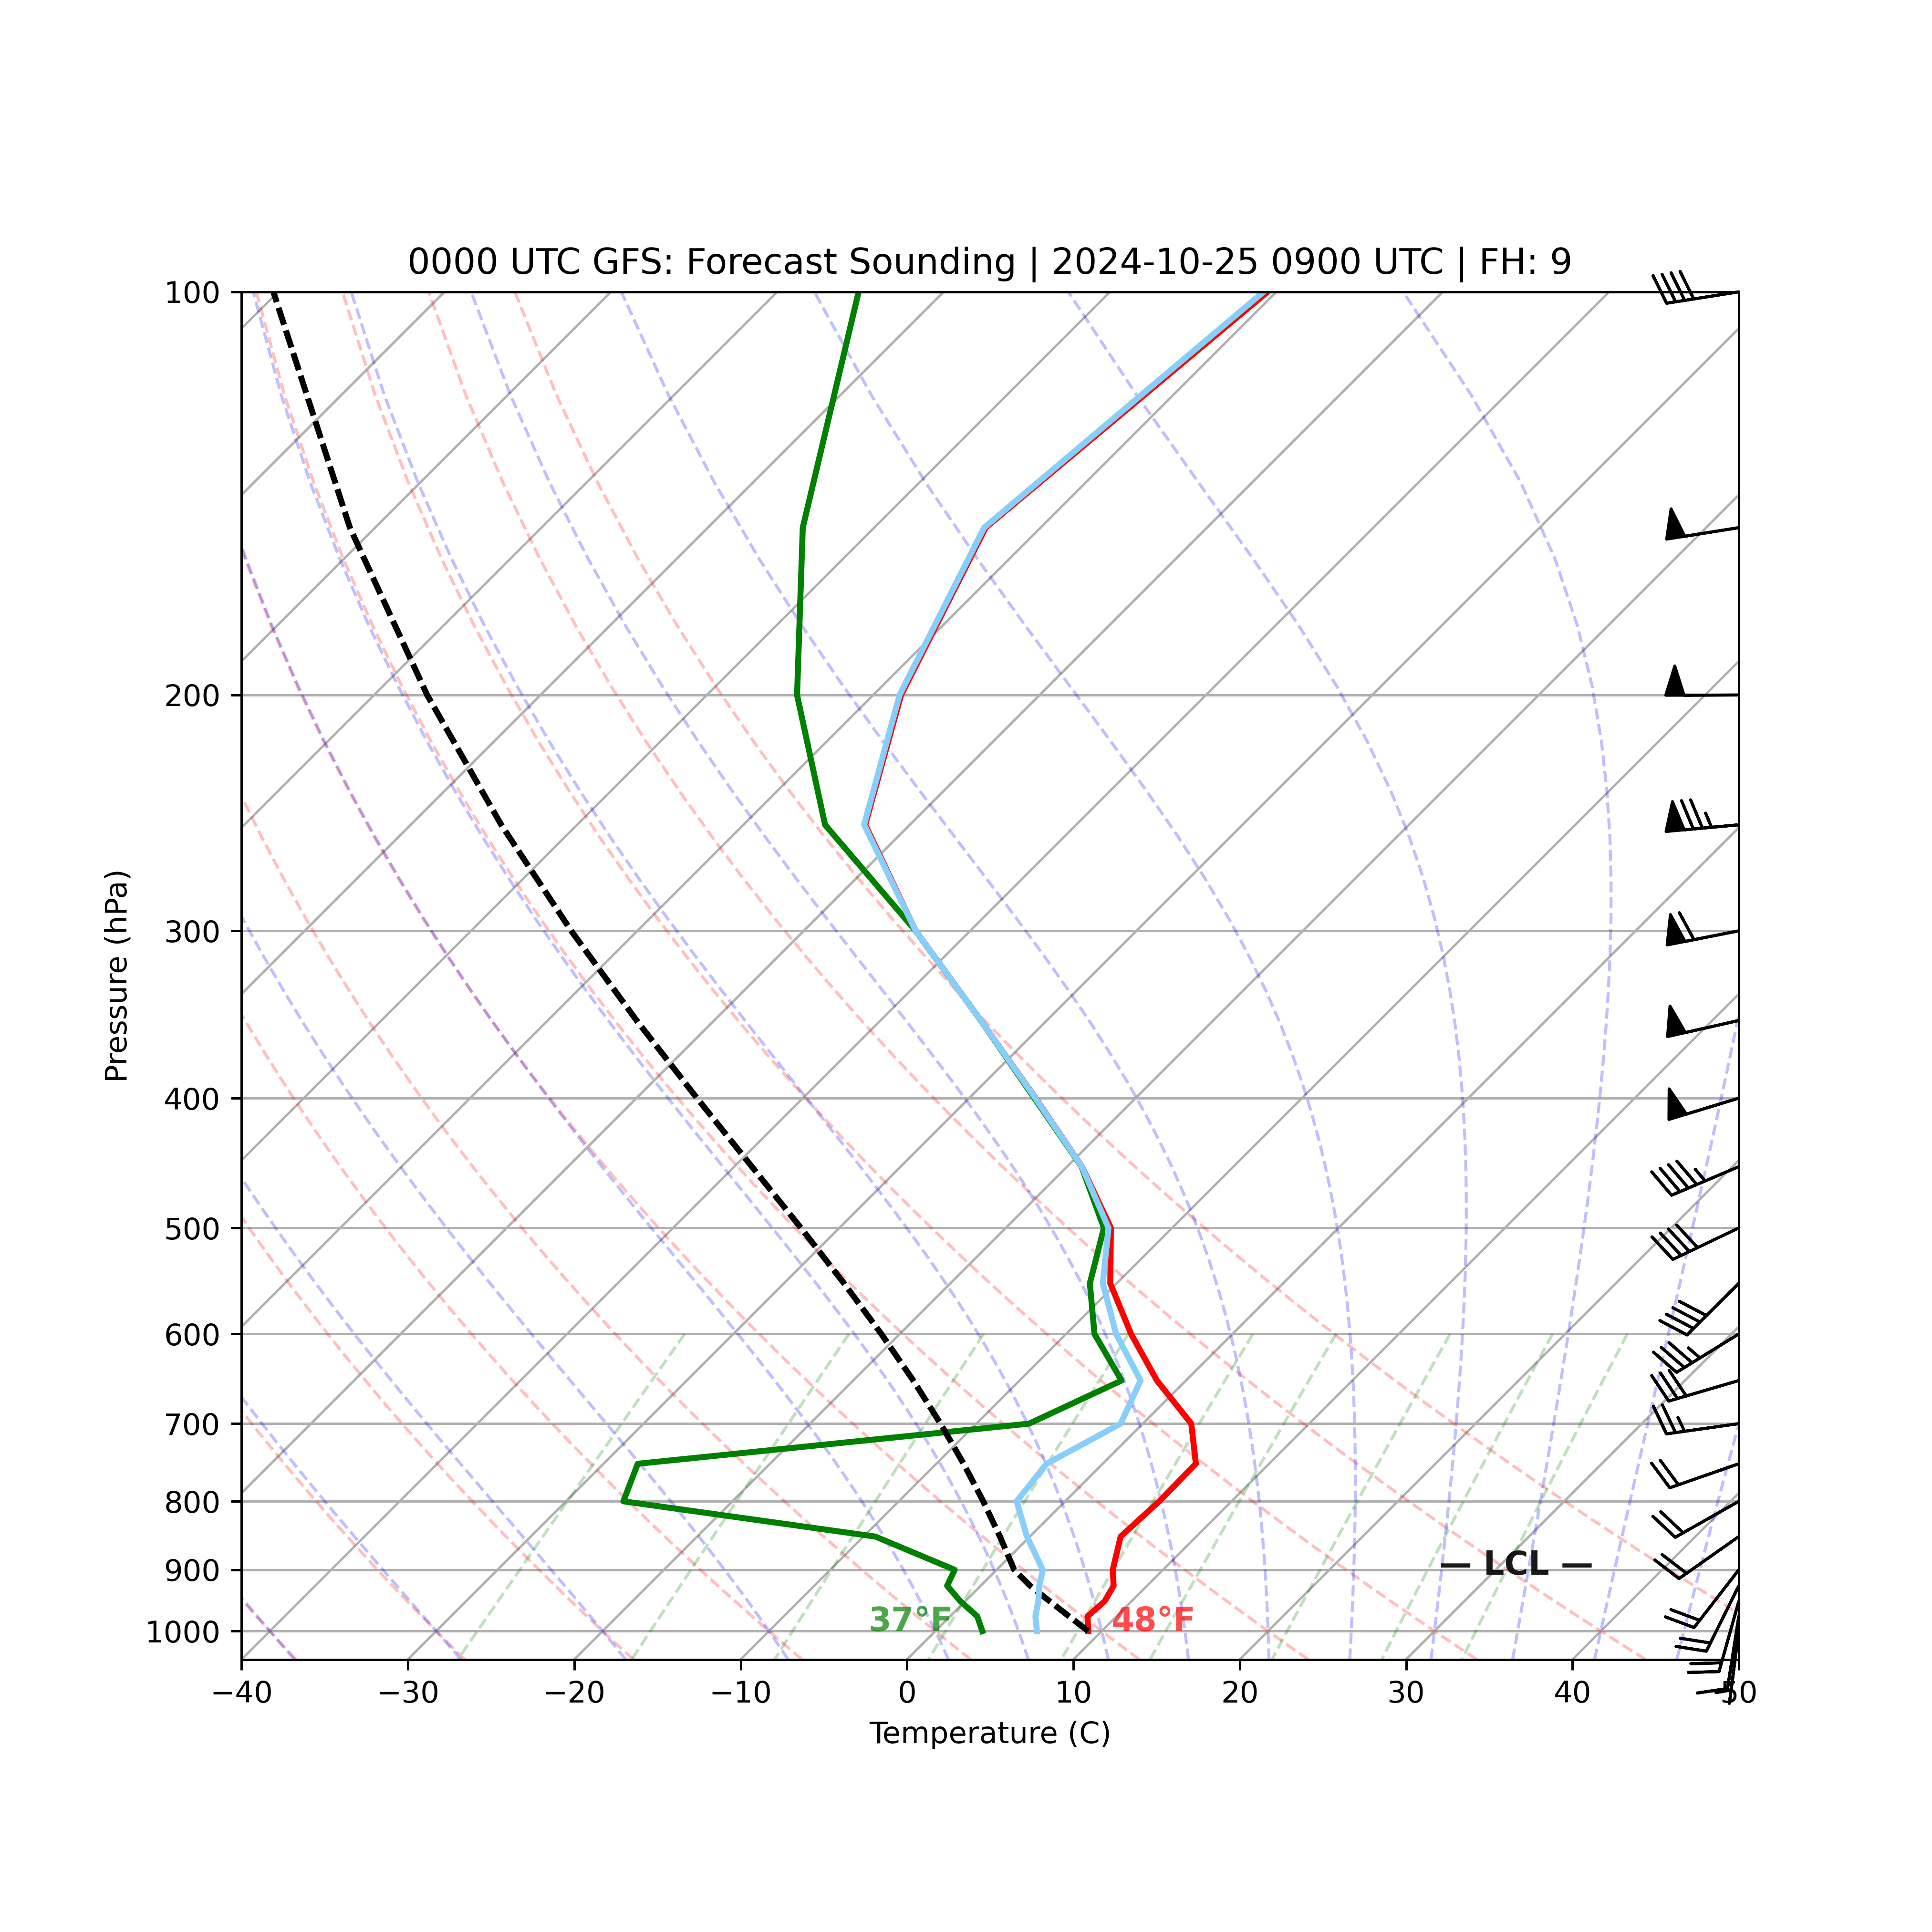 0000 UTC GFS: Forecast Sounding | 2024-10-25 0900 UTC | FH: 9
100
200
300
400
500
600
700
800
900
1000
Pressure (hPa)
— LCL —
37°F
48°F
−40 −30 −20 −10 0 10 20 30 40 50
Temperature (C)